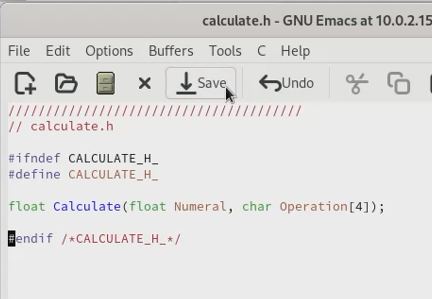 calculate.h - GNU Emacs at 10.0.2.15
File Edit Options Buffers Tools C Help
Save Undo
///////////////////////////////////////
// calculate.h
#ifndef CALCULATE_H_
#define CALCULATE_H_
float Calculate(float Numeral, char Operation[4]);
#endif /*CALCULATE_H_*/